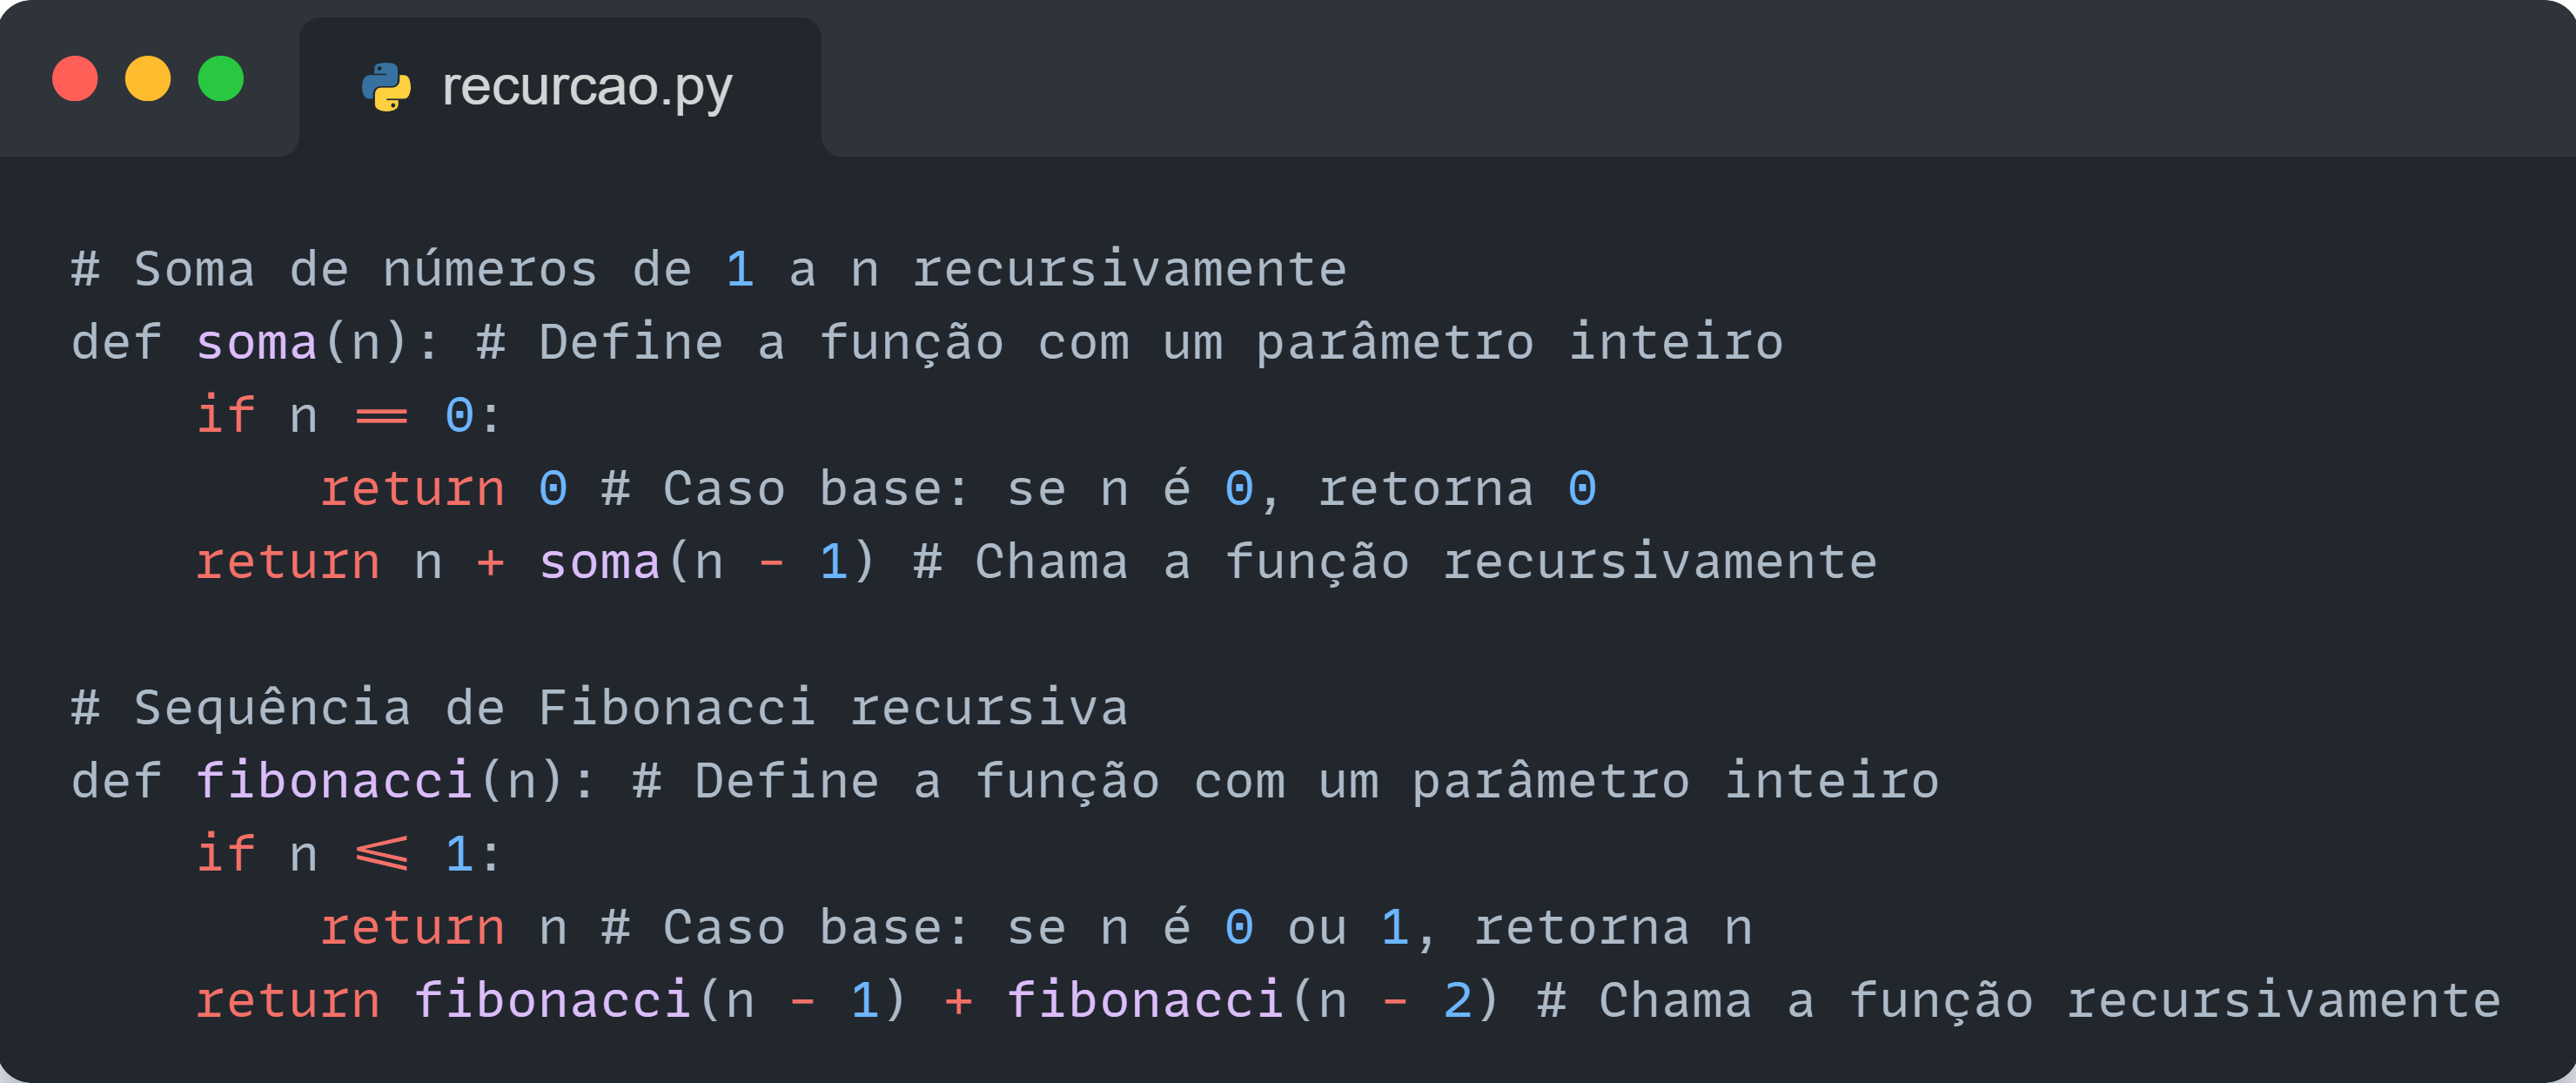 recurcao.py
# Soma de números de 1 a n recursivamente
def soma(n): # Define a função com um parâmetro inteiro
    if n == 0:
        return 0 # Caso base: se n é 0, retorna 0
    return n + soma(n - 1) # Chama a função recursivamente
# Sequência de Fibonacci recursiva
def fibonacci(n): # Define a função com um parâmetro inteiro
    if n <= 1:
        return n # Caso base: se n é 0 ou 1, retorna n
    return fibonacci(n - 1) + fibonacci(n - 2) # Chama a função recursivamente